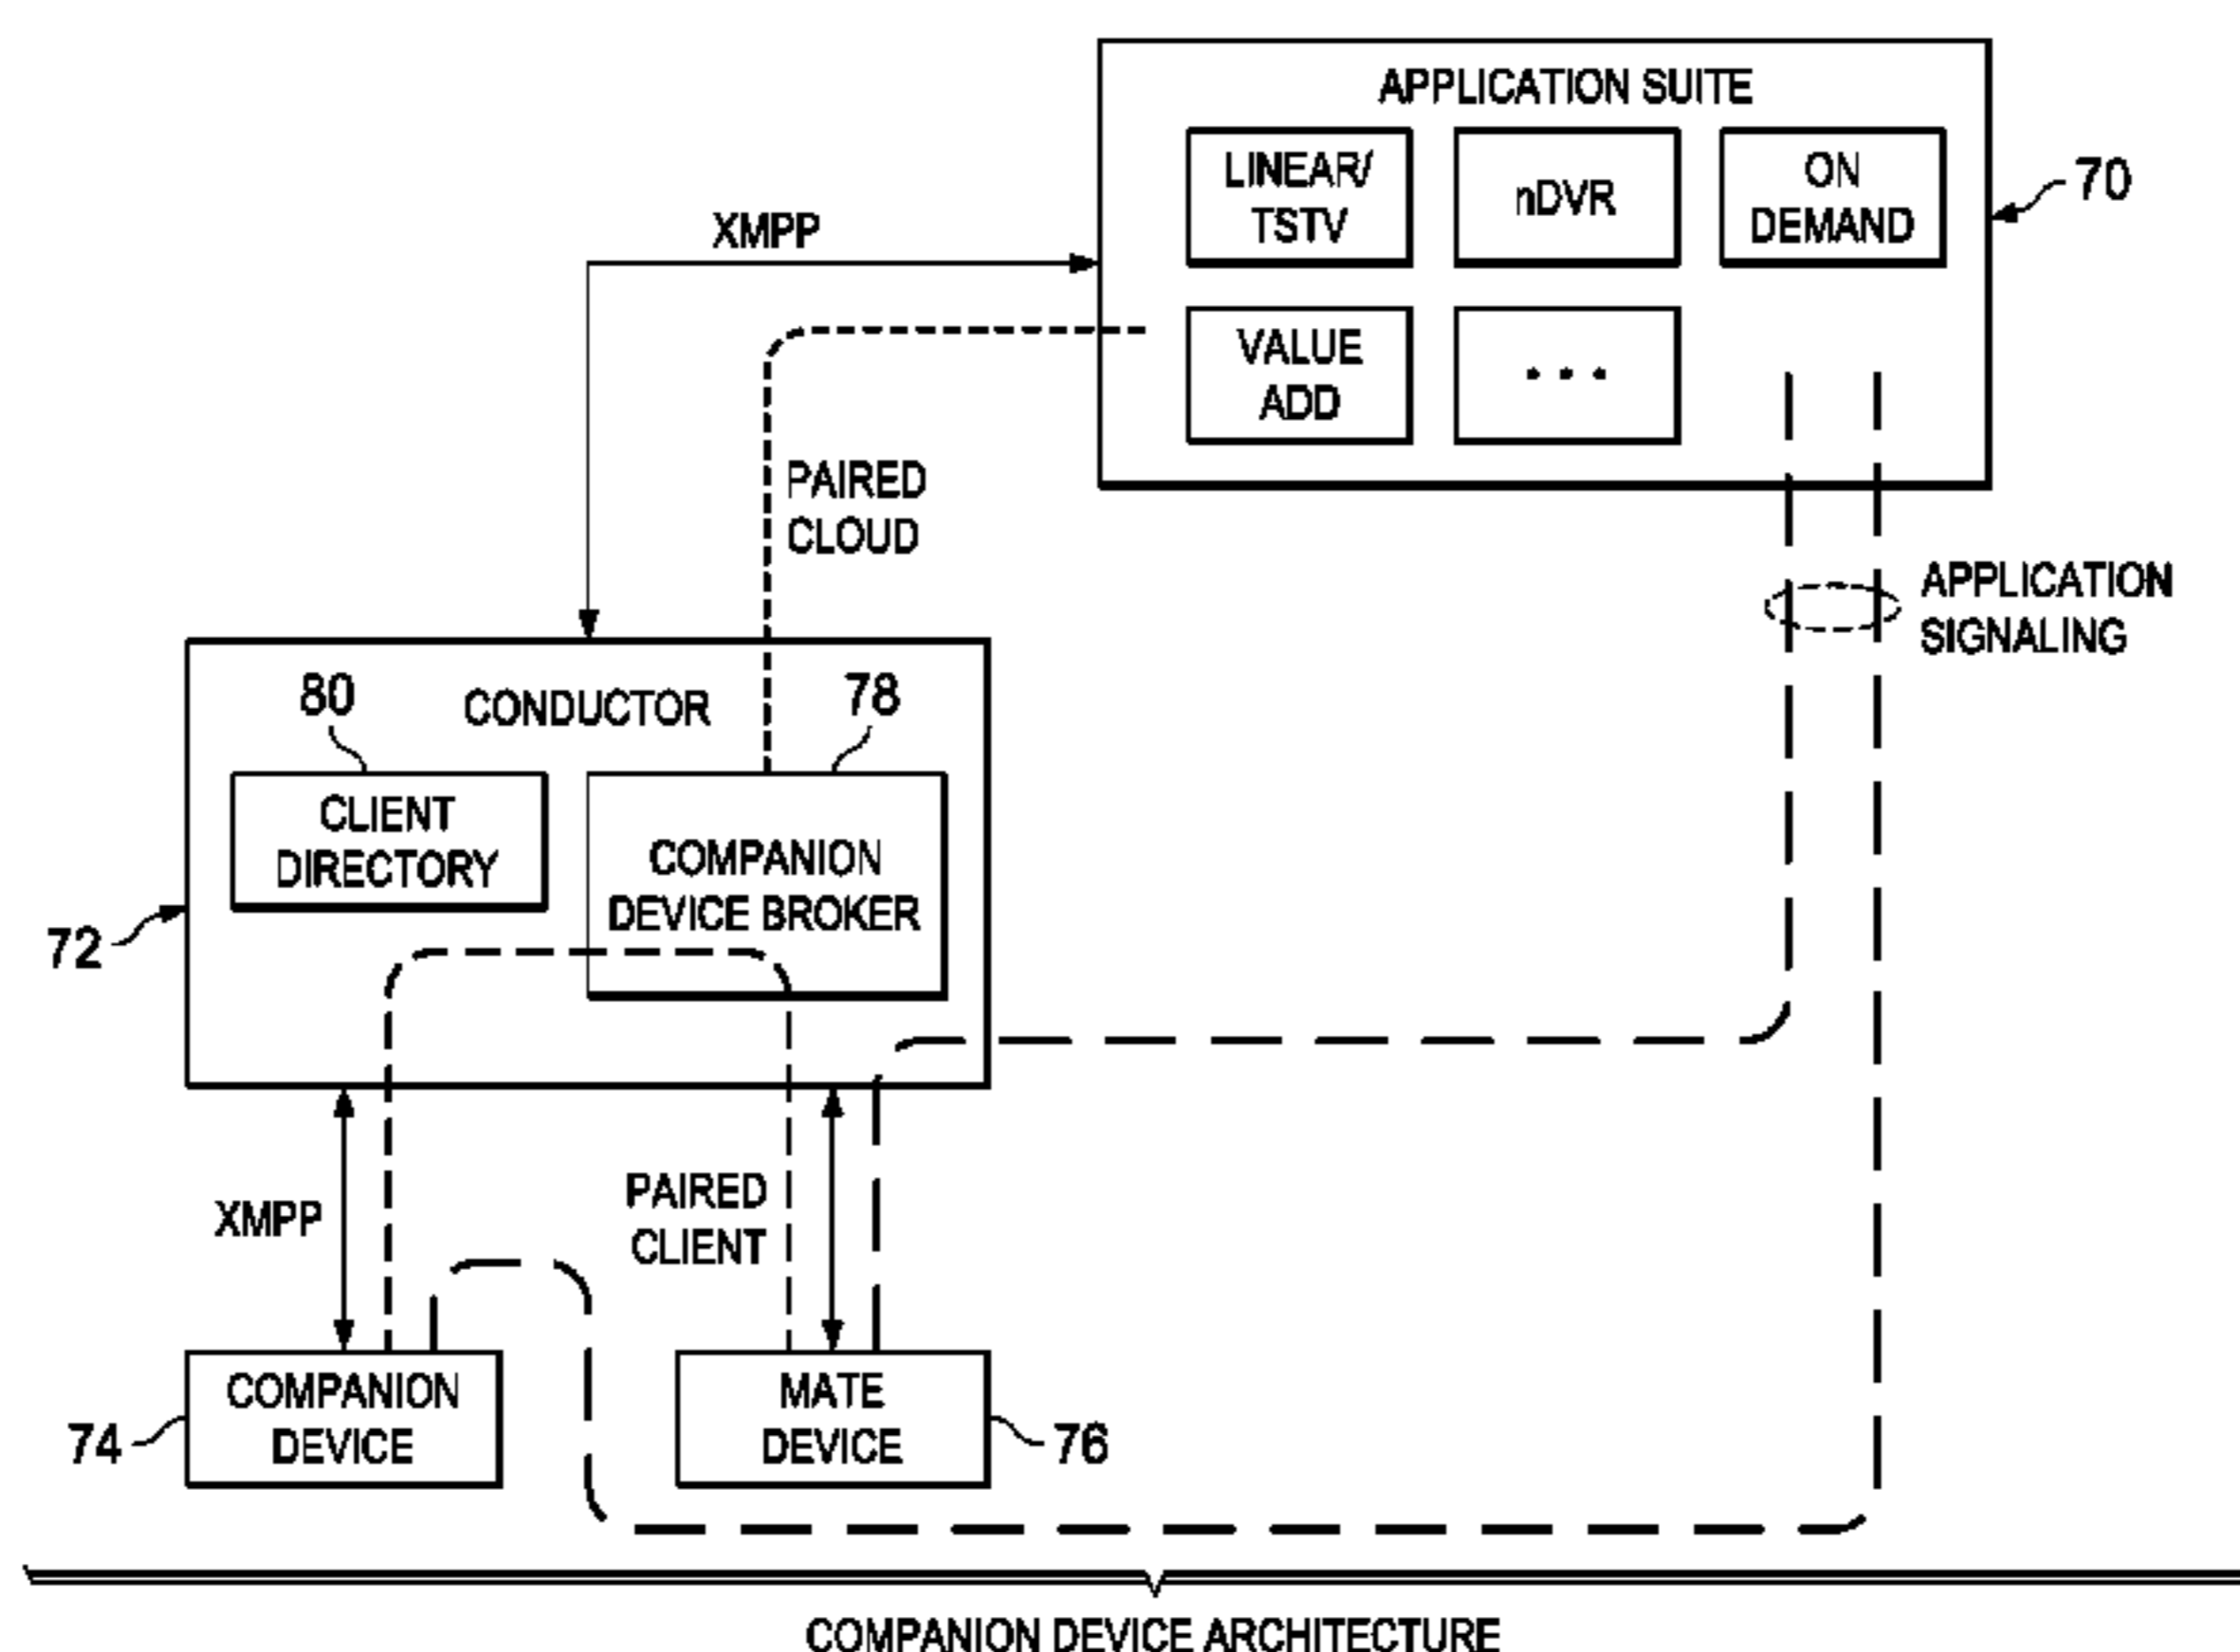 APPLICATION SUITE
LINEAR/
TSTV
nDVR
ON
DEMAND
70
VALUE
ADD
• • •
XMPP
PAIRED
CLOUD
APPLICATION
SIGNALING
80
CONDUCTOR
78
CLIENT
DIRECTORY
COMPANION
DEVICE BROKER
72
XMPP
PAIRED
CLIENT
COMPANION
DEVICE
74
MATE
DEVICE
76
COMPANION DEVICE ARCHITECTURE